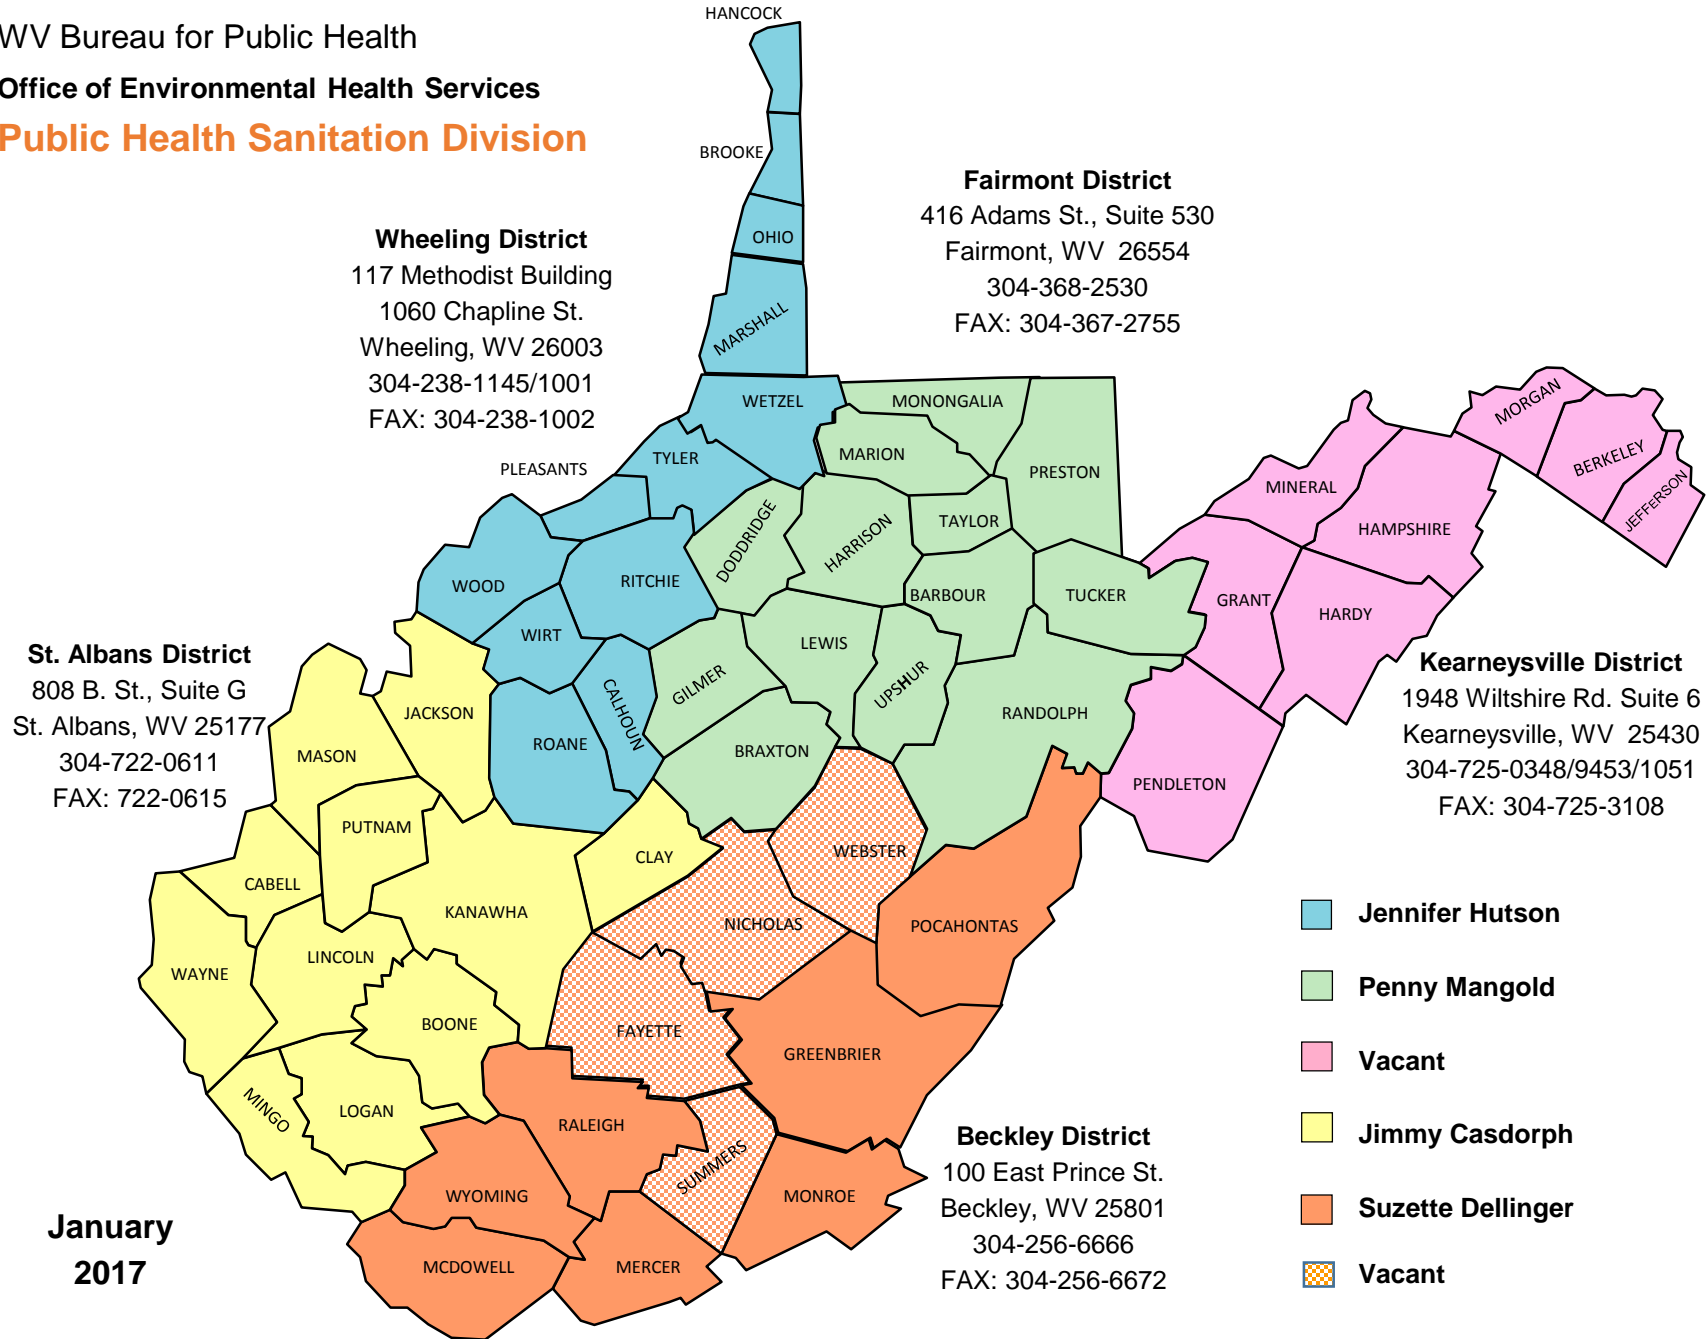 WV Bureau for Public Health
Office of Environmental Health Services
Public Health Sanitation Division
HANCOCK
BROOKE
OHIO
MARSHALL
WETZEL
TYLER
PLEASANTS
WOOD
RITCHIE
WIRT
CALHOUN
ROANE
Wheeling District
117 Methodist Building
1060 Chapline St.
Wheeling, WV 26003
304-238-1145/1001
FAX: 304-238-1002
Fairmont District
416 Adams St., Suite 530
Fairmont, WV 26554
304-368-2530
FAX: 304-367-2755
MONONGALIA
MARION
PRESTON
TAYLOR
DODDRIDGE
HARRISON
BARBOUR
TUCKER
LEWIS
GILMER
UPSHUR
RANDOLPH
BRAXTON
MORGAN
BERKELEY
JEFFERSON
MINERAL
HAMPSHIRE
GRANT
HARDY
PENDLETON
St. Albans District
808 B. St., Suite G
St. Albans, WV 25177
304-722-0611
FAX: 722-0615
Kearneysville District
1948 Wiltshire Rd. Suite 6
Kearneysville, WV 25430
304-725-0348/9453/1051
FAX: 304-725-3108
JACKSON
MASON
PUTNAM
CABELL
CLAY
KANAWHA
LINCOLN
WAYNE
BOONE
LOGAN
MINGO
WEBSTER
NICHOLAS
POCAHONTAS
FAYETTE
GREENBRIER
RALEIGH
SUMMERS
MONROE
WYOMING
MCDOWELL
MERCER
Beckley District
100 East Prince St.
Beckley, WV 25801
304-256-6666
FAX: 304-256-6672
Jennifer Hutson
Penny Mangold
Vacant
Jimmy Casdorph
Suzette Dellinger
Vacant
January
2017